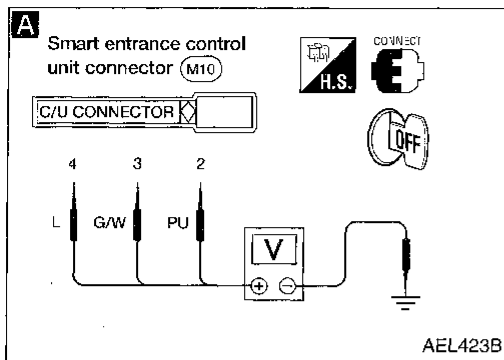 A
Smart entrance control
unit connector (M10)
H.S.
CONNECT
C/U CONNECTOR
OFF
4 3 2
L G/W PU
V
+ −
AEL423B